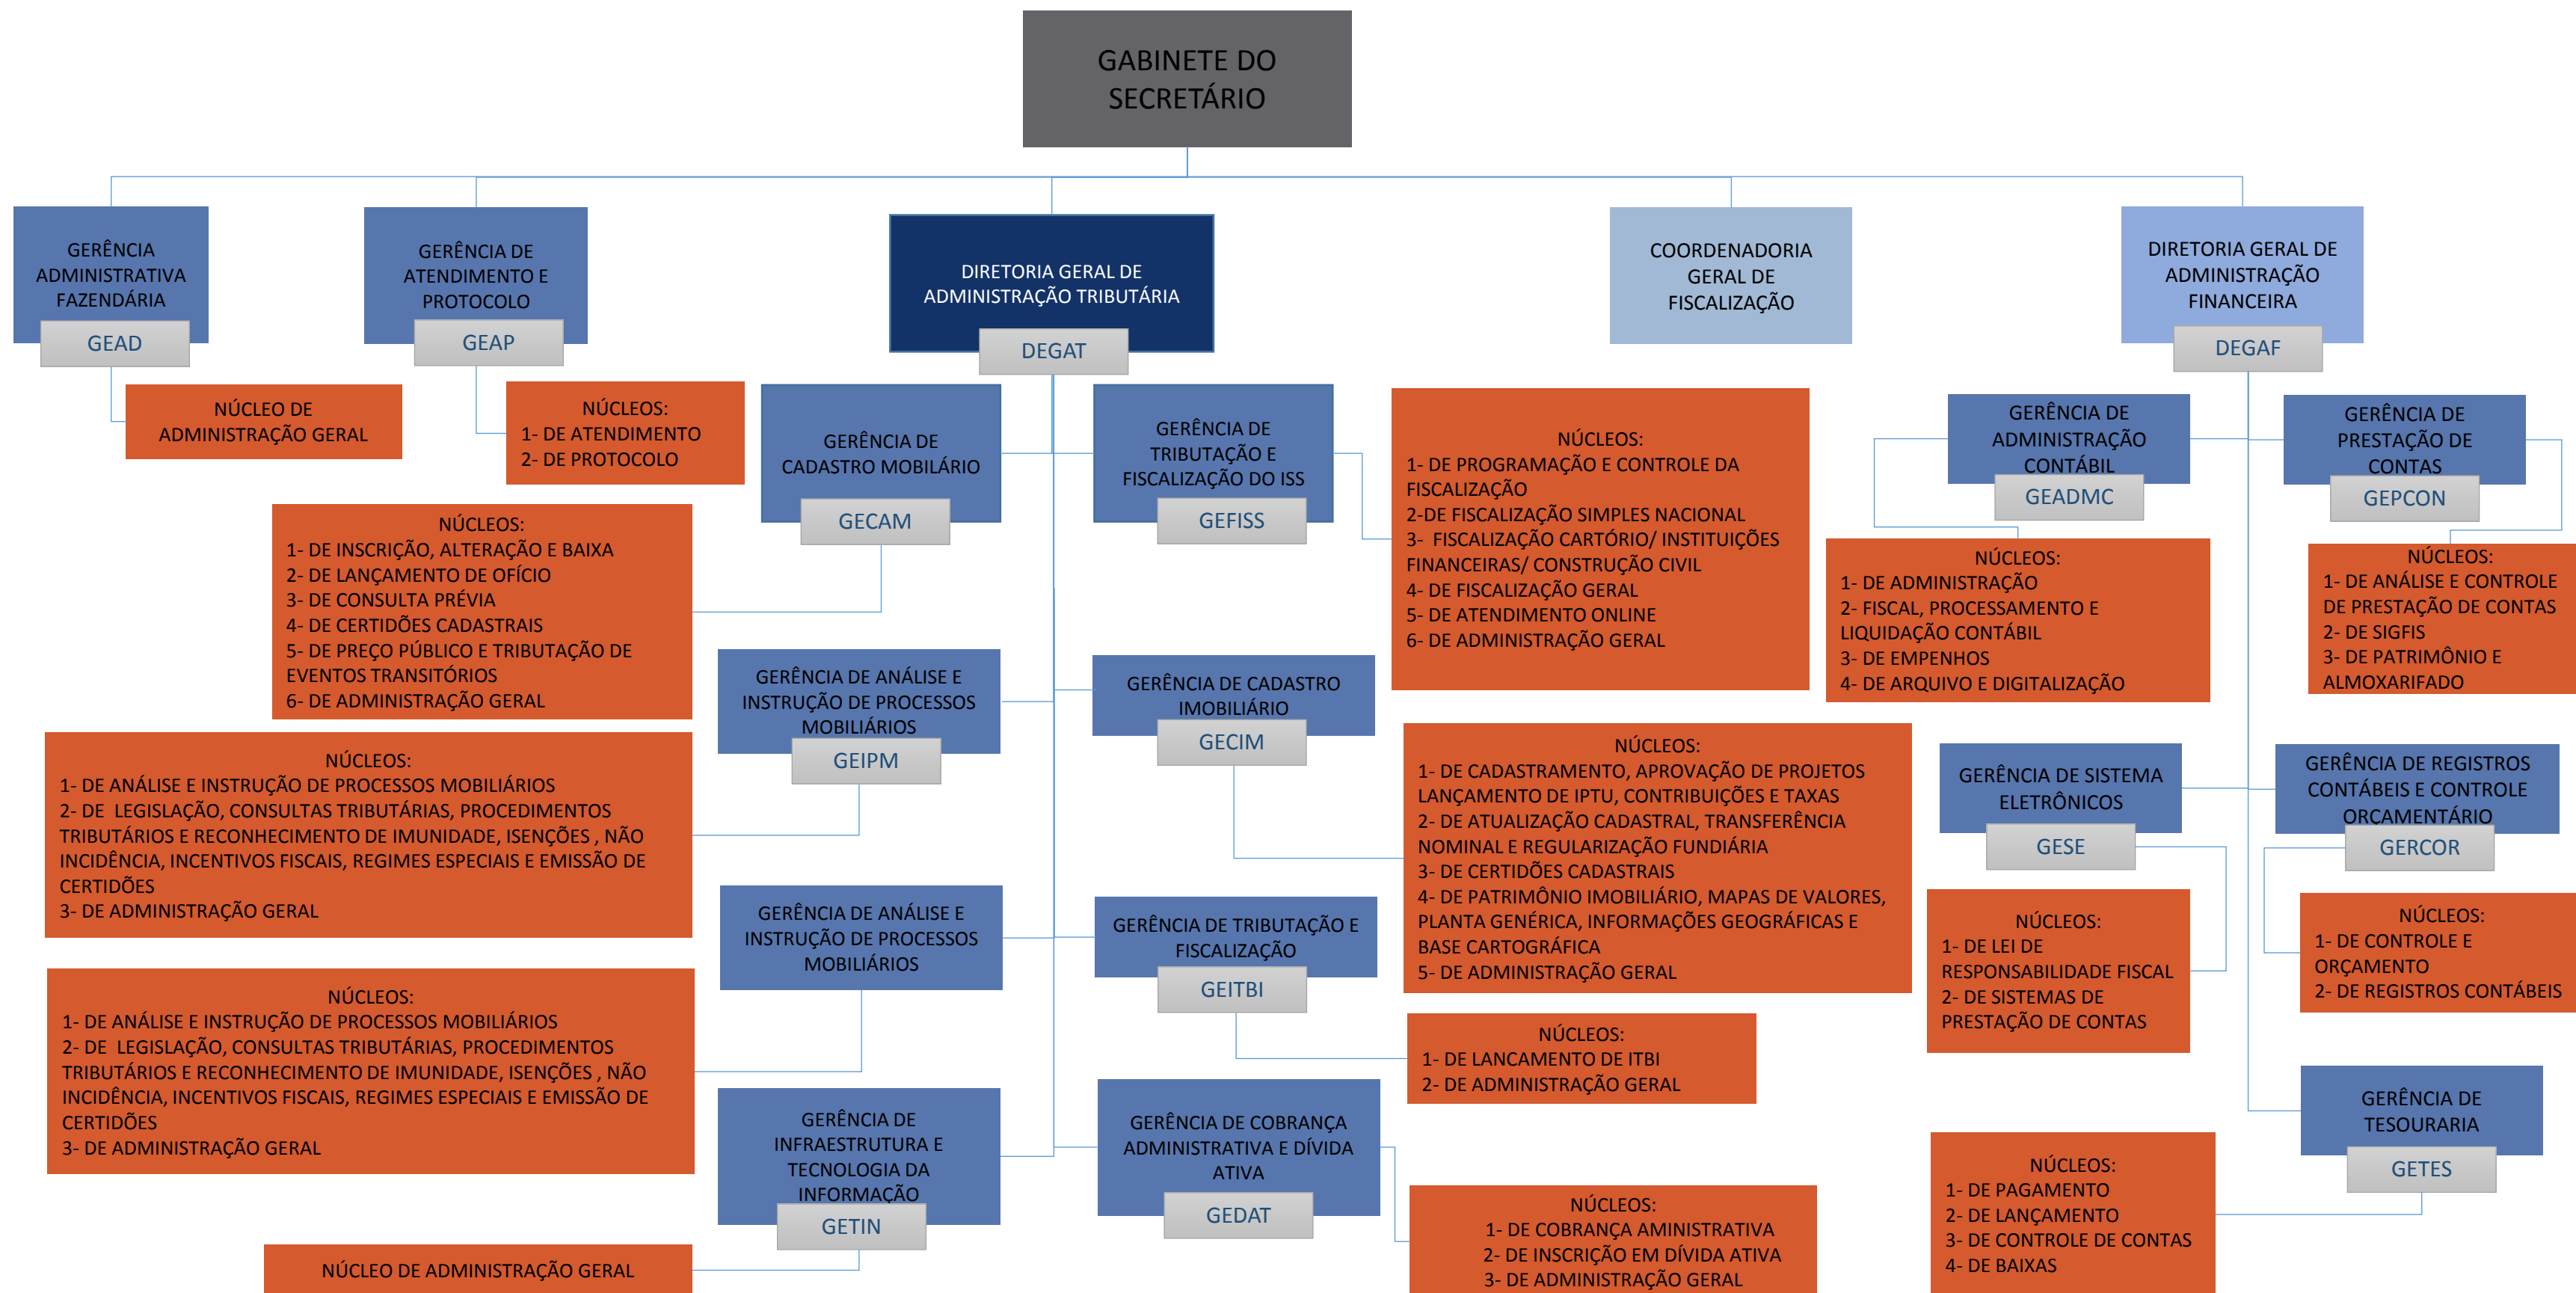 GABINETE DO
SECRETÁRIO
GERÊNCIA
ADMINISTRATIVA
FAZENDÁRIA
GEAD
GERÊNCIA DE
ATENDIMENTO E
PROTOCOLO
GEAP
DIRETORIA GERAL DE
ADMINISTRAÇÃO TRIBUTÁRIA
DEGAT
COORDENADORIA
GERAL DE
FISCALIZAÇÃO
DIRETORIA GERAL DE
ADMINISTRAÇÃO
FINANCEIRA
DEGAF
NÚCLEO DE
ADMINISTRAÇÃO GERAL
NÚCLEOS:
1- DE ATENDIMENTO
2- DE PROTOCOLO
GERÊNCIA DE
CADASTRO MOBILÁRIO
GECAM
GERÊNCIA DE
TRIBUTAÇÃO E
FISCALIZAÇÃO DO ISS
GEFISS
NÚCLEOS:
1- DE PROGRAMAÇÃO E CONTROLE DA
FISCALIZAÇÃO
2-DE FISCALIZAÇÃO SIMPLES NACIONAL
3- FISCALIZAÇÃO CARTÓRIO/ INSTITUIÇÕES
FINANCEIRAS/ CONSTRUÇÃO CIVIL
4- DE FISCALIZAÇÃO GERAL
5- DE ATENDIMENTO ONLINE
6- DE ADMINISTRAÇÃO GERAL
GERÊNCIA DE
ADMINISTRAÇÃO
CONTÁBIL
GEADMC
GERÊNCIA DE
PRESTAÇÃO DE
CONTAS
GEPCON
NÚCLEOS:
1- DE INSCRIÇÃO, ALTERAÇÃO E BAIXA
2- DE LANÇAMENTO DE OFÍCIO
3- DE CONSULTA PRÉVIA
4- DE CERTIDÕES CADASTRAIS
5- DE PREÇO PÚBLICO E TRIBUTAÇÃO DE
EVENTOS TRANSITÓRIOS
6- DE ADMINISTRAÇÃO GERAL
NÚCLEOS:
1- DE ADMINISTRAÇÃO
2- FISCAL, PROCESSAMENTO E
LIQUIDAÇÃO CONTÁBIL
3- DE EMPENHOS
4- DE ARQUIVO E DIGITALIZAÇÃO
NÚCLEOS:
1- DE ANÁLISE E CONTROLE
DE PRESTAÇÃO DE CONTAS
2- DE SIGFIS
3- DE PATRIMÔNIO E
ALMOXARIFADO
GERÊNCIA DE ANÁLISE E
INSTRUÇÃO DE PROCESSOS
MOBILIÁRIOS
GEIPM
GERÊNCIA DE CADASTRO
IMOBILIÁRIO
GECIM
NÚCLEOS:
1- DE ANÁLISE E INSTRUÇÃO DE PROCESSOS MOBILIÁRIOS
2- DE LEGISLAÇÃO, CONSULTAS TRIBUTÁRIAS, PROCEDIMENTOS
TRIBUTÁRIOS E RECONHECIMENTO DE IMUNIDADE, ISENÇÕES , NÃO
INCIDÊNCIA, INCENTIVOS FISCAIS, REGIMES ESPECIAIS E EMISSÃO DE
CERTIDÕES
3- DE ADMINISTRAÇÃO GERAL
NÚCLEOS:
1- DE CADASTRAMENTO, APROVAÇÃO DE PROJETOS
LANÇAMENTO DE IPTU, CONTRIBUIÇÕES E TAXAS
2- DE ATUALIZAÇÃO CADASTRAL, TRANSFERÊNCIA
NOMINAL E REGULARIZAÇÃO FUNDIÁRIA
3- DE CERTIDÕES CADASTRAIS
4- DE PATRIMÔNIO IMOBILIÁRIO, MAPAS DE VALORES,
PLANTA GENÉRICA, INFORMAÇÕES GEOGRÁFICAS E
BASE CARTOGRÁFICA
5- DE ADMINISTRAÇÃO GERAL
GERÊNCIA DE SISTEMA
ELETRÔNICOS
GESE
GERÊNCIA DE REGISTROS
CONTÁBEIS E CONTROLE
ORÇAMENTÁRIO
GERCOR
GERÊNCIA DE ANÁLISE E
INSTRUÇÃO DE PROCESSOS
MOBILIÁRIOS
GERÊNCIA DE TRIBUTAÇÃO E
FISCALIZAÇÃO
GEITBI
NÚCLEOS:
1- DE LEI DE
RESPONSABILIDADE FISCAL
2- DE SISTEMAS DE
PRESTAÇÃO DE CONTAS
NÚCLEOS:
1- DE CONTROLE E
ORÇAMENTO
2- DE REGISTROS CONTÁBEIS
NÚCLEOS:
1- DE ANÁLISE E INSTRUÇÃO DE PROCESSOS MOBILIÁRIOS
2- DE LEGISLAÇÃO, CONSULTAS TRIBUTÁRIAS, PROCEDIMENTOS
TRIBUTÁRIOS E RECONHECIMENTO DE IMUNIDADE, ISENÇÕES , NÃO
INCIDÊNCIA, INCENTIVOS FISCAIS, REGIMES ESPECIAIS E EMISSÃO DE
CERTIDÕES
3- DE ADMINISTRAÇÃO GERAL
NÚCLEOS:
1- DE LANCAMENTO DE ITBI
2- DE ADMINISTRAÇÃO GERAL
GERÊNCIA DE
INFRAESTRUTURA E
TECNOLOGIA DA
INFORMAÇÃO
GETIN
GERÊNCIA DE COBRANÇA
ADMINISTRATIVA E DÍVIDA
ATIVA
GEDAT
GERÊNCIA DE
TESOURARIA
GETES
NÚCLEO DE ADMINISTRAÇÃO GERAL
NÚCLEOS:
1- DE COBRANÇA AMINISTRATIVA
2- DE INSCRIÇÃO EM DÍVIDA ATIVA
3- DE ADMINISTRAÇÃO GERAL
NÚCLEOS:
1- DE PAGAMENTO
2- DE LANÇAMENTO
3- DE CONTROLE DE CONTAS
4- DE BAIXAS